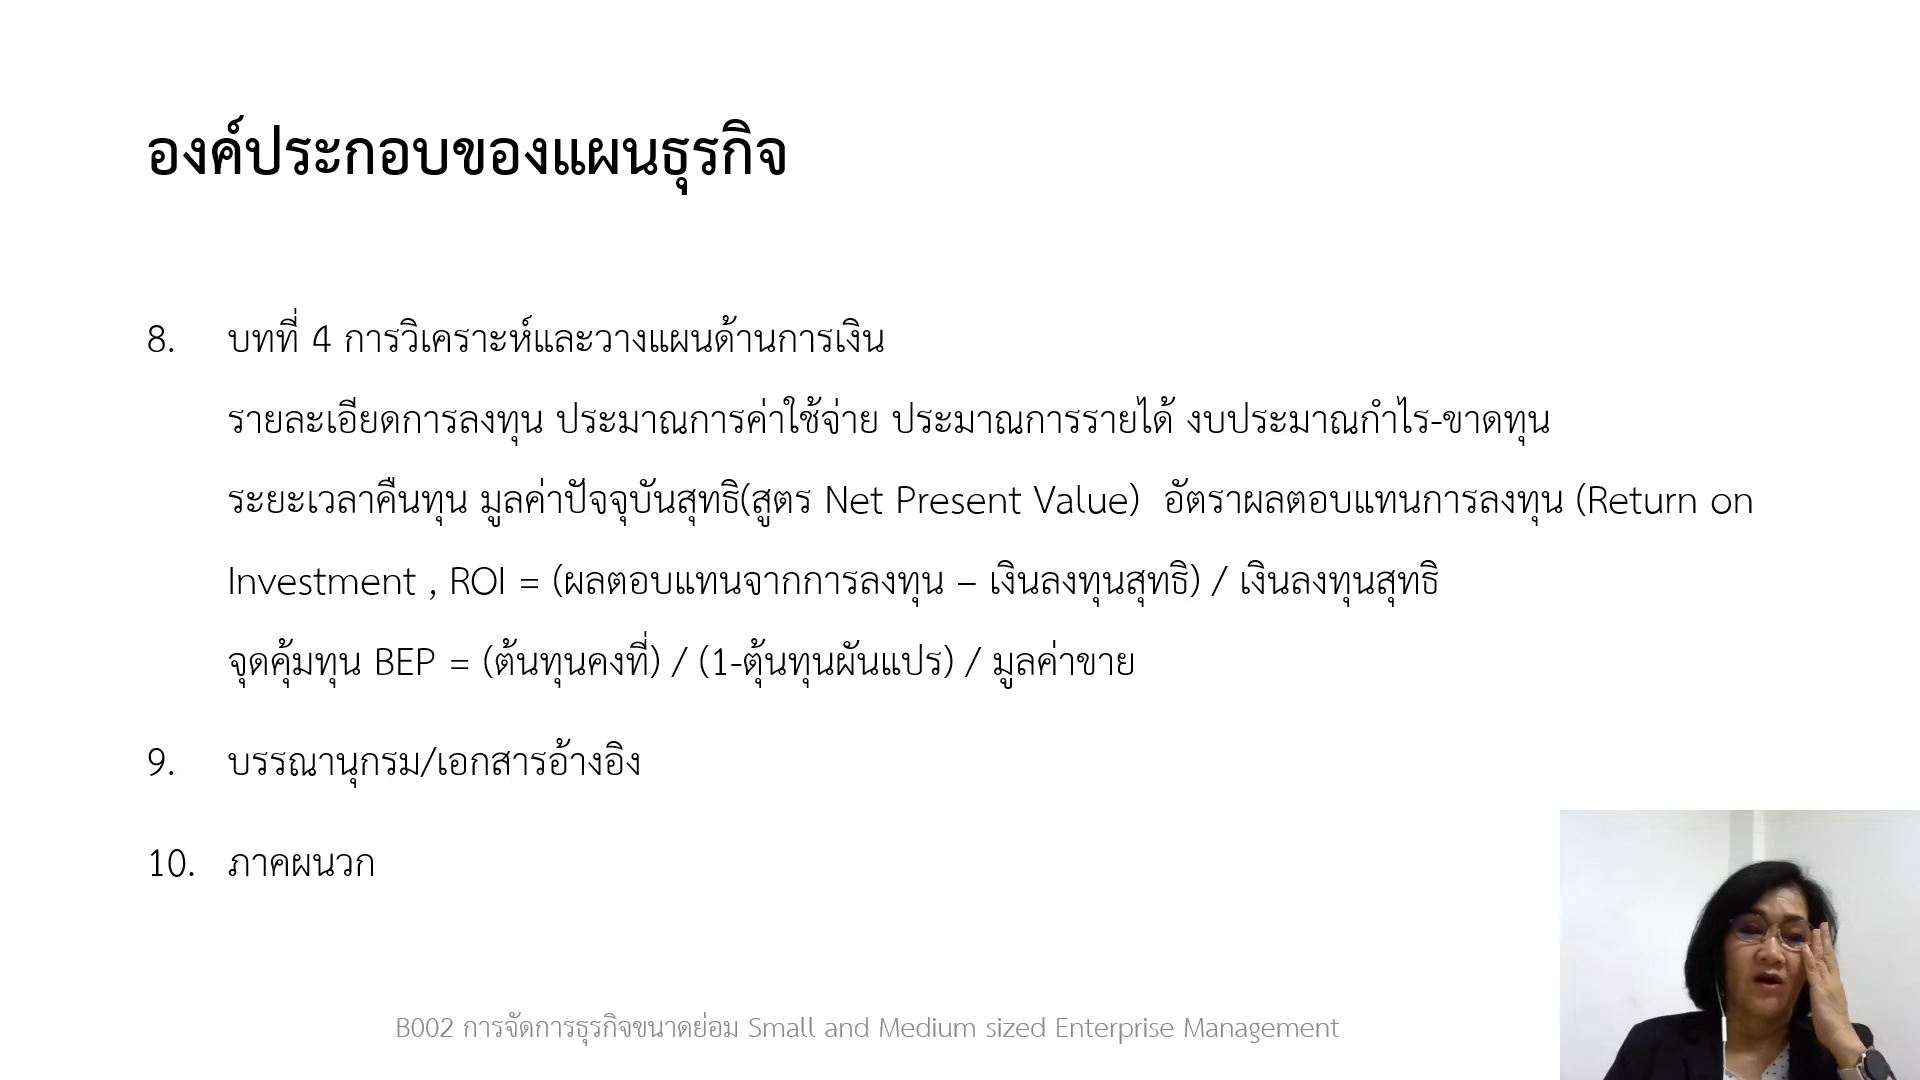 องค์ประกอบของแผนธุรกิจ
8. บทที่ 4 การวิเคราะห์และวางแผนด้านการเงิน
รายละเอียดการลงทุน ประมาณการค่าใช้จ่าย ประมาณการรายได้ งบประมาณกำไร-ขาดทุน
ระยะเวลาคืนทุน มูลค่าปัจจุบันสุทธิ(สูตร Net Present Value) อัตราผลตอบแทนการลงทุน (Return on
Investment , ROI = (ผลตอบแทนจากการลงทุน – เงินลงทุนสุทธิ) / เงินลงทุนสุทธิ
จุดคุ้มทุน BEP = (ต้นทุนคงที่) / (1-ตุ้นทุนผันแปร) / มูลค่าขาย
9. บรรณานุกรม/เอกสารอ้างอิง
10. ภาคผนวก
B002 การจัดการธุรกิจขนาดย่อม Small and Medium sized Enterprise Management